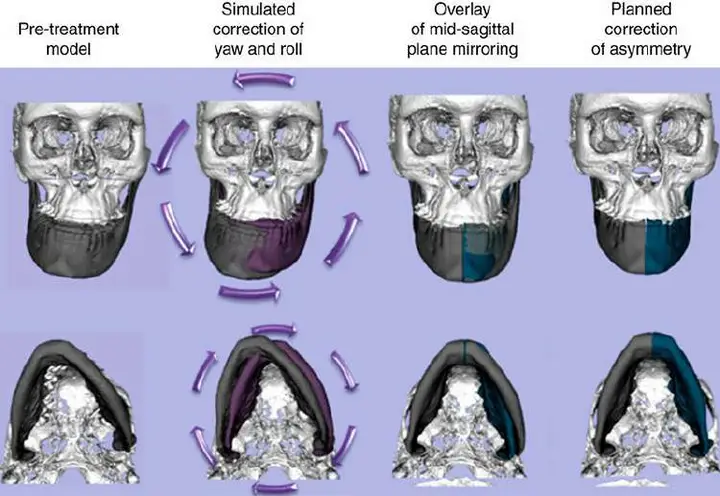 Pre-treatment
model
Simulated
correction of
yaw and roll
Overlay
of mid-sagittal
plane mirroring
Planned
correction
of asymmetry